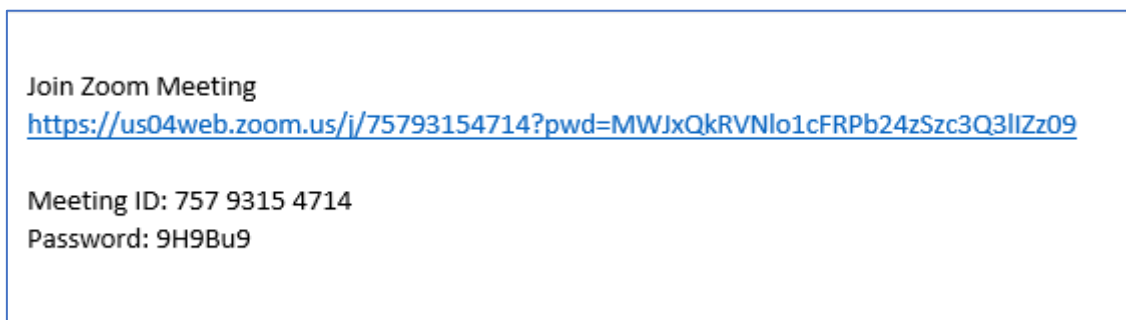 Join Zoom Meeting
https://us04web.zoom.us/j/75793154714?pwd=MWJxQkRVNlo1cFRPb24zSzc3Q3lIZz09
Meeting ID: 757 9315 4714
Password: 9H9Bu9